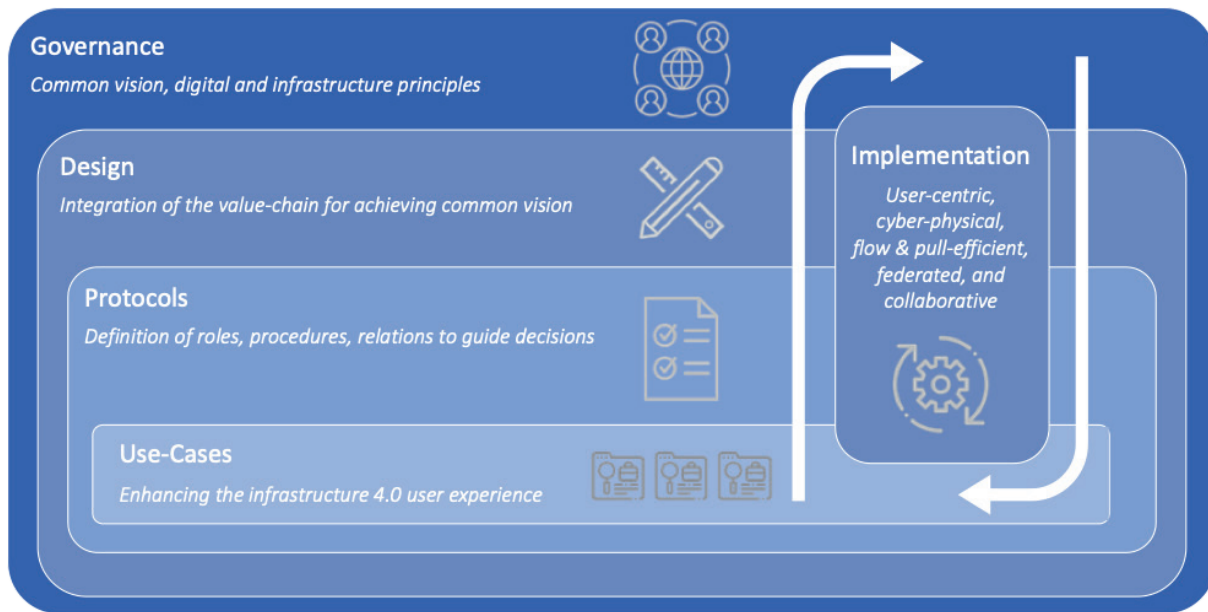 Governance
Common vision, digital and infrastructure principles
Design
Integration of the value-chain for achieving common vision
Protocols
Definition of roles, procedures, relations to guide decisions
Use-Cases
Enhancing the infrastructure 4.0 user experience
Implementation
User-centric,
cyber-physical,
flow & pull-efficient,
federated, and
collaborative